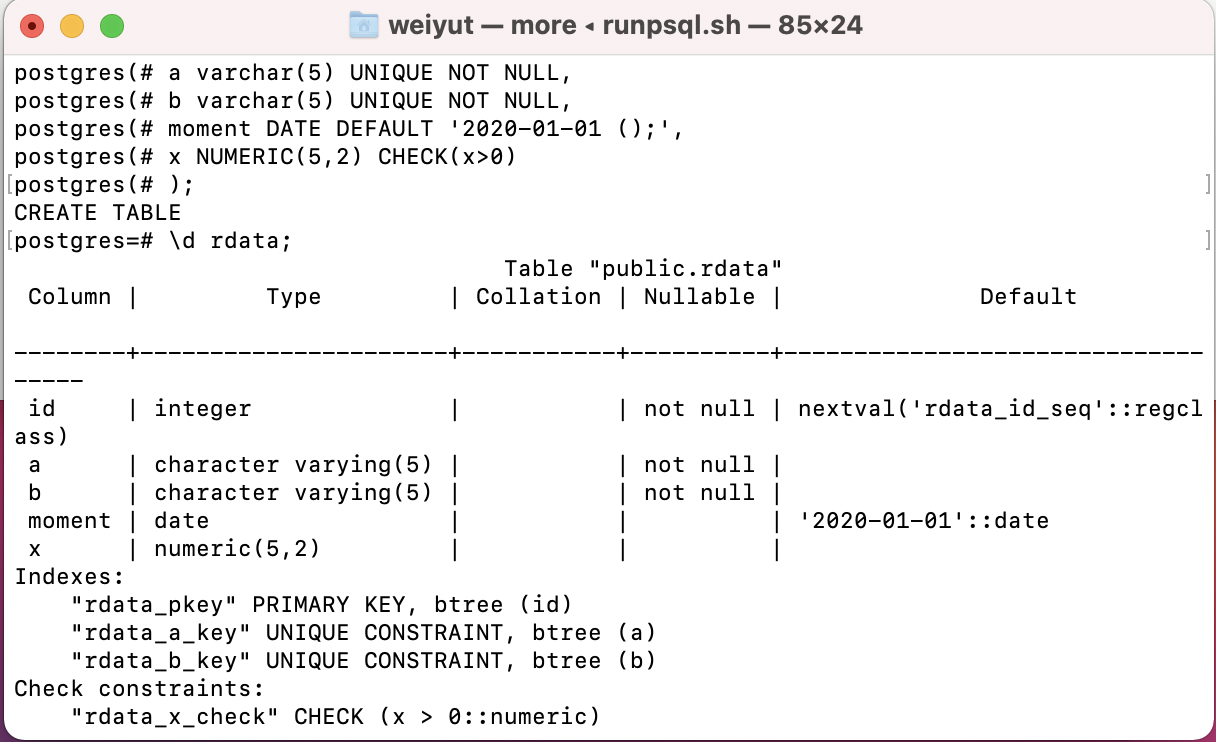 weiyut — more ◂ runpsql.sh — 85×24
postgres(# a varchar(5) UNIQUE NOT NULL,
postgres(# b varchar(5) UNIQUE NOT NULL,
postgres(# moment DATE DEFAULT '2020-01-01 ();',
postgres(# x NUMERIC(5,2) CHECK(x>0)
[postgres(# );                                                                        ]
CREATE TABLE
[postgres=# \d rdata;                                                                 ]
                                   Table "public.rdata"
 Column |         Type         | Collation | Nullable |              Default
--------+----------------------+-----------+----------+------------------------------
-----
 id     | integer              |           | not null | nextval('rdata_id_seq'::regcl
ass)
 a      | character varying(5) |           | not null |
 b      | character varying(5) |           | not null |
 moment | date                 |           |          | '2020-01-01'::date
 x      | numeric(5,2)         |           |          |
Indexes:
    "rdata_pkey" PRIMARY KEY, btree (id)
    "rdata_a_key" UNIQUE CONSTRAINT, btree (a)
    "rdata_b_key" UNIQUE CONSTRAINT, btree (b)
Check constraints:
    "rdata_x_check" CHECK (x > 0::numeric)